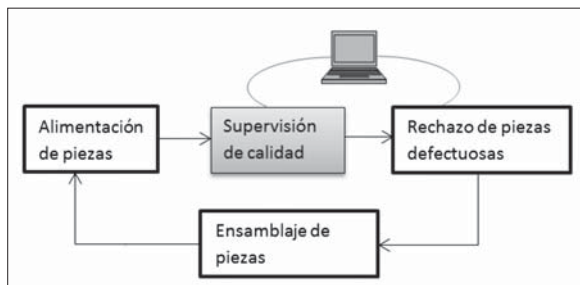 Alimentación
de piezas
Supervisión
de calidad
Rechazo de piezas
defectuosas
Ensamblaje de
piezas